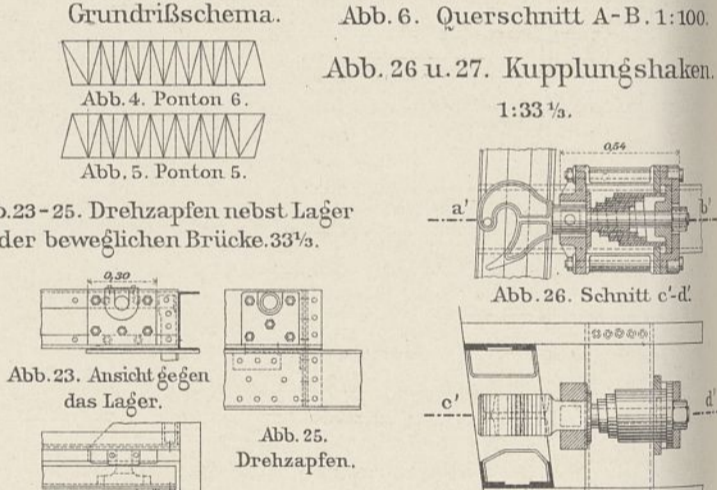 Grundrißschema.
Abb. 4. Ponton 6.
Abb. 5. Ponton 5.
b.23-25. Drehzapfen nebst Lager
der beweglichen Brücke. 33⅓.
0,30
Abb. 23. Ansicht gegen
das Lager.
Abb. 25.
Drehzapfen.
Abb. 6. Querschnitt A-B. 1:100.
Abb. 26 u. 27. Kupplungshaken.
1:33 ⅓.
0,54
a'
b'
Abb. 26. Schnitt c'-d'.
c'
d'